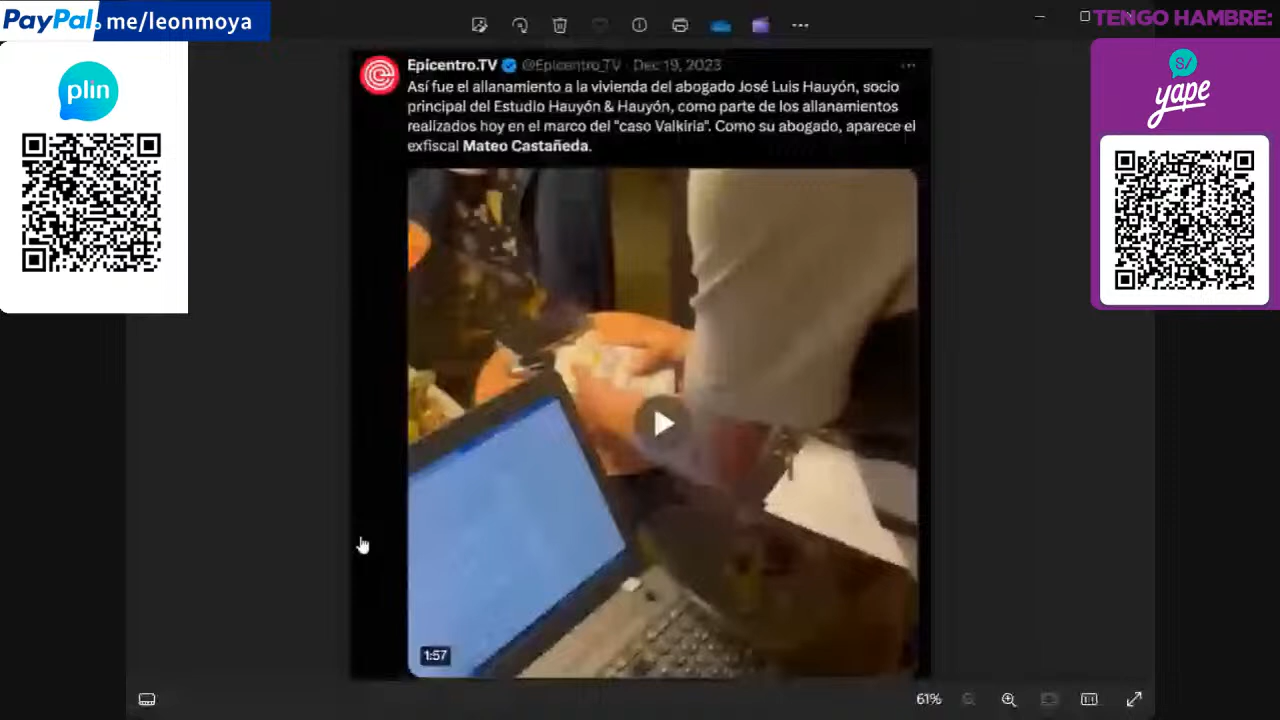 PayPal.me/leonmoya
TENGO HAMBRE:
plin
S/
yape
Epicentro.TV @Epicentro_TV · Dec 19, 2023
Así fue el allanamiento a la vivienda del abogado José Luis Hauyón, socio
principal del Estudio Hauyón & Hauyón, como parte de los allanamientos
realizados hoy en el marco del "caso Valkiria". Como su abogado, aparece el
exfiscal Mateo Castañeda.
1:57
61%